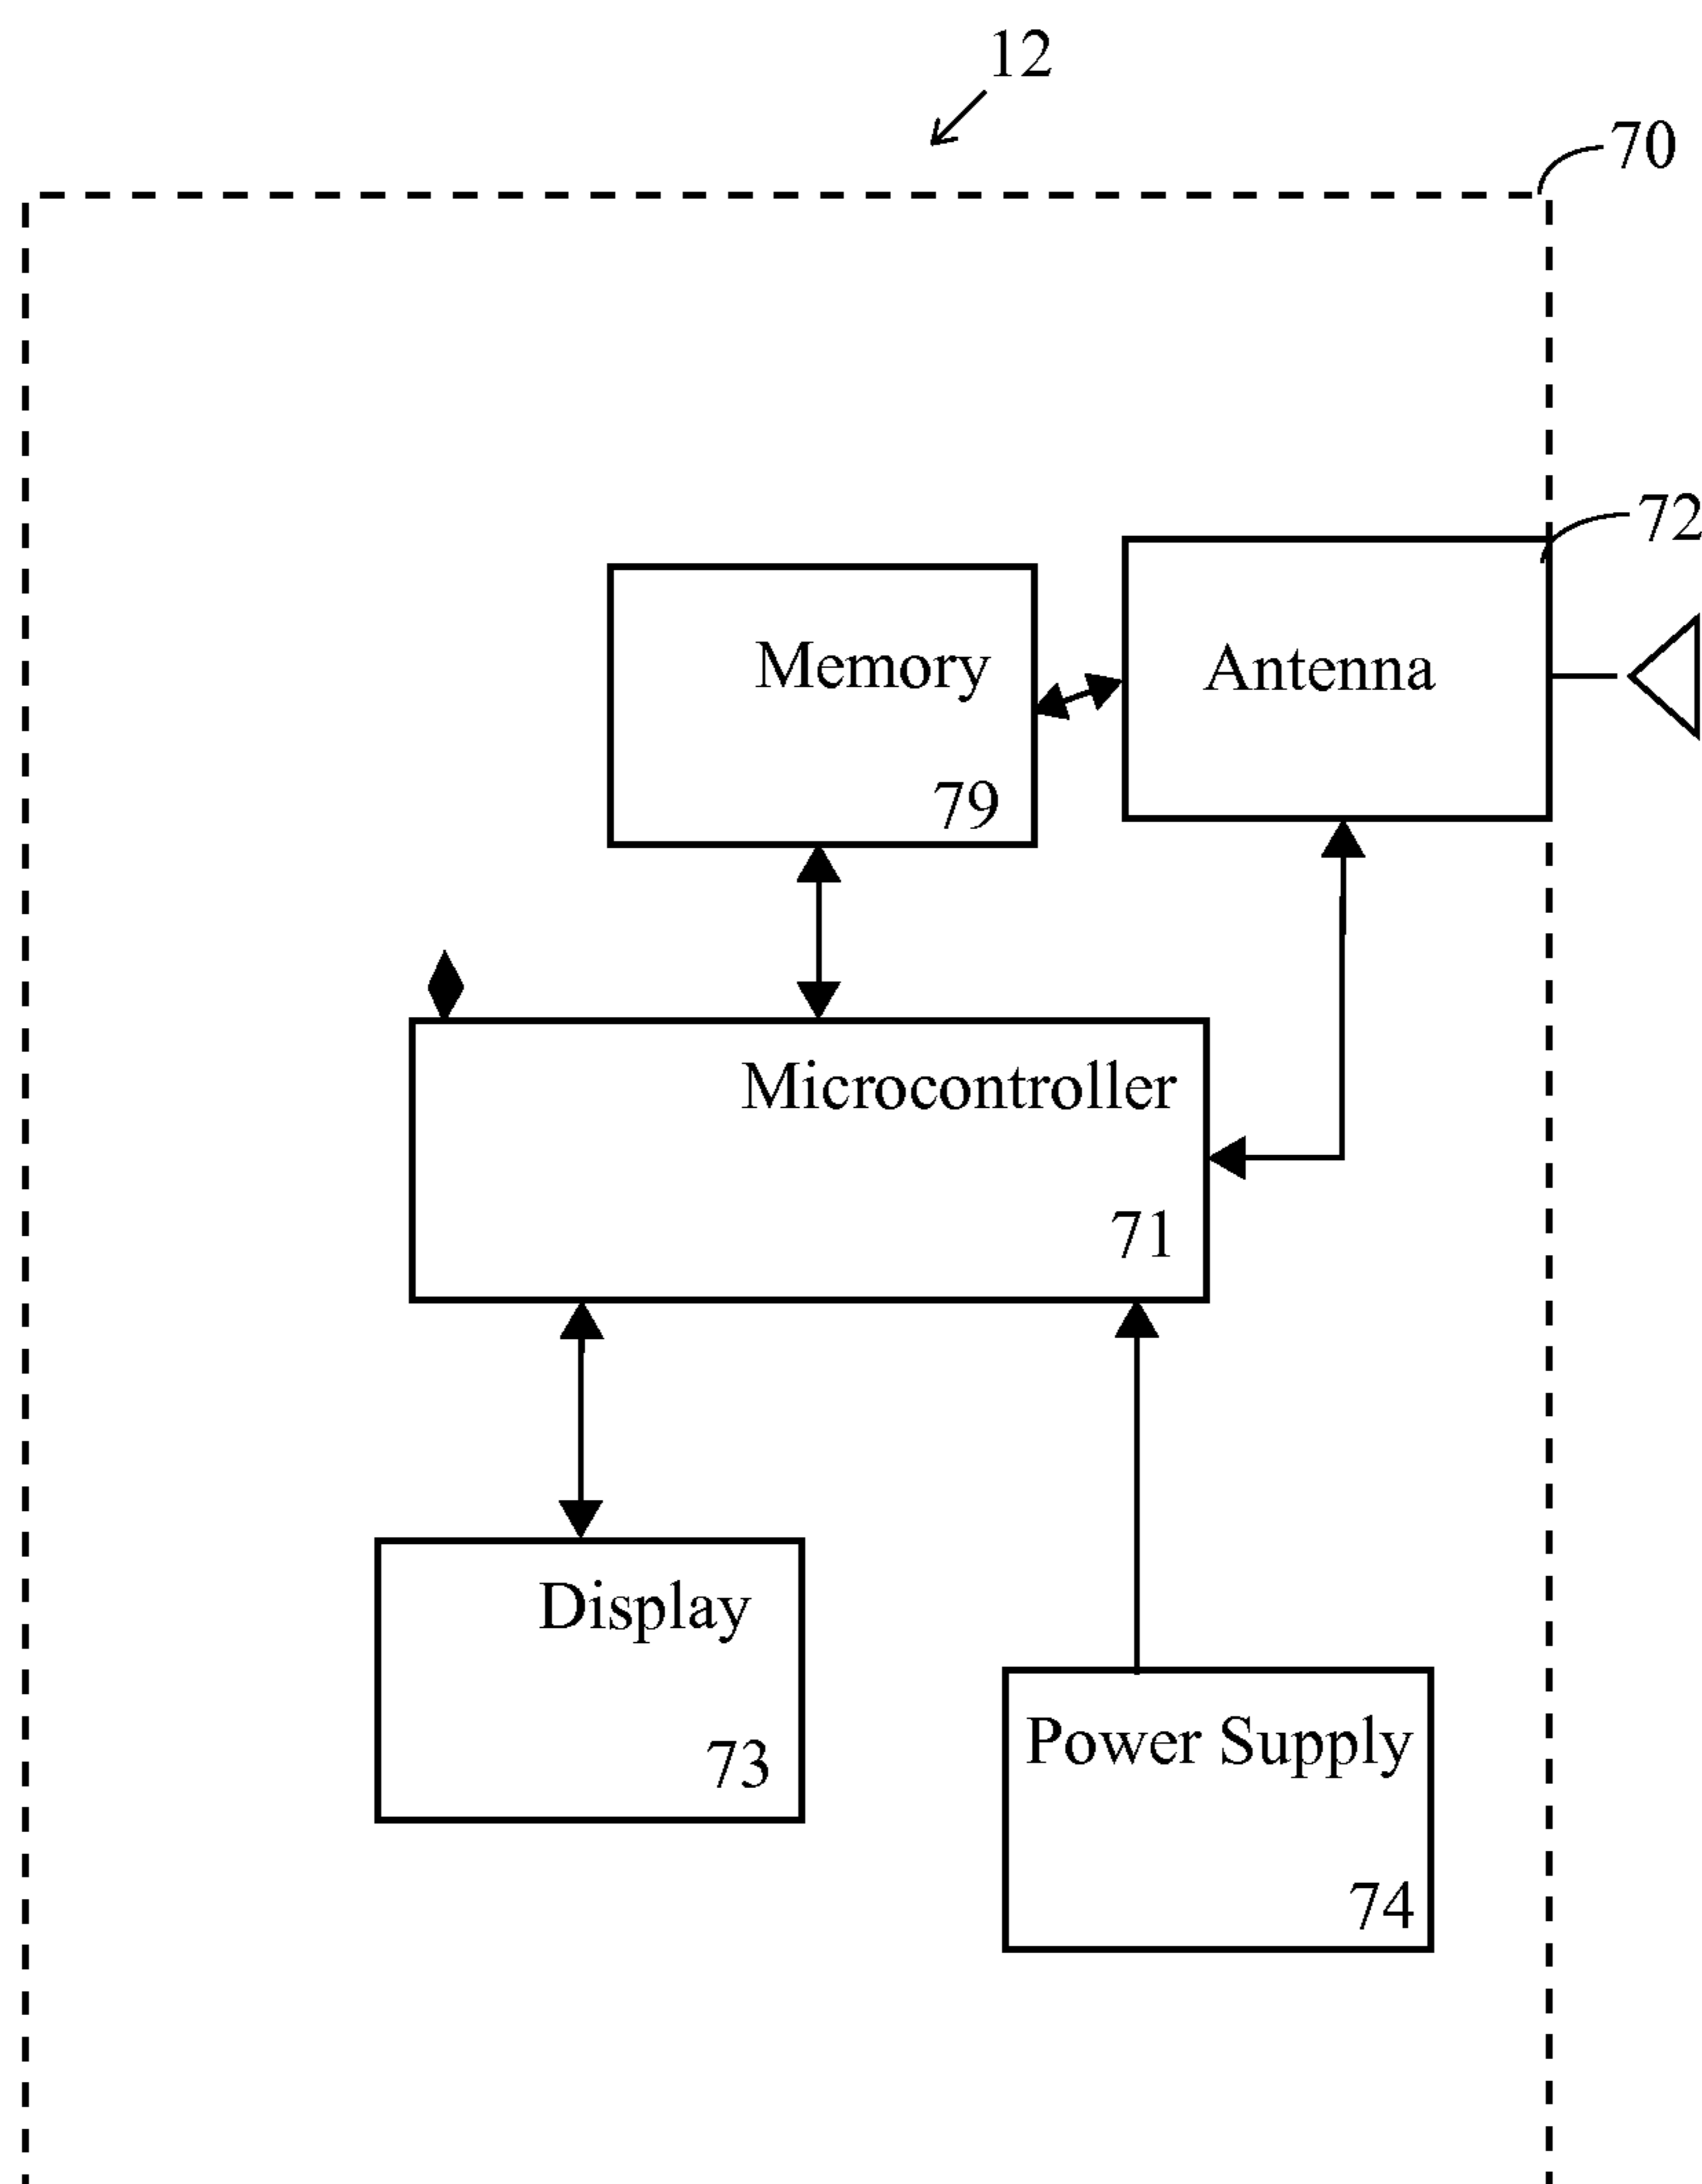 12
70
72
Memory
Antenna
79
Microcontroller
71
Display
Power Supply
73
74